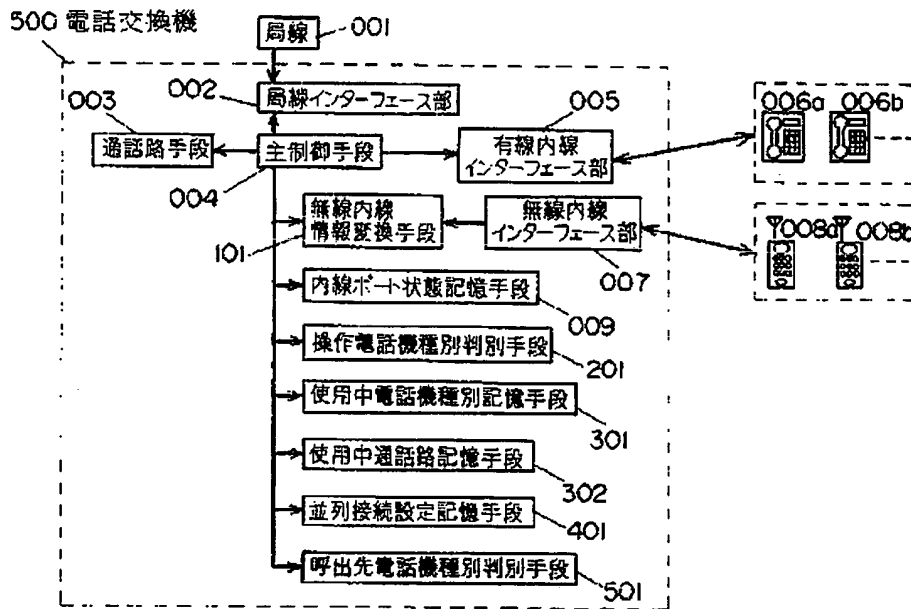 500 電話交換機
局線
001
003
002
局線インターフェース部
005
006a 006b
通話路手段
主制御手段
有線内線
インターフェース部
004
無線内線
情報変換手段
無線内線
インターフェース部
008a 008b
101
007
内線ポート状態記憶手段
009
操作電話機種別判別手段
201
使用中電話機種別記憶手段
301
使用中通話路記憶手段
302
並列接続設定記憶手段
401
呼出先電話機種別判別手段
501